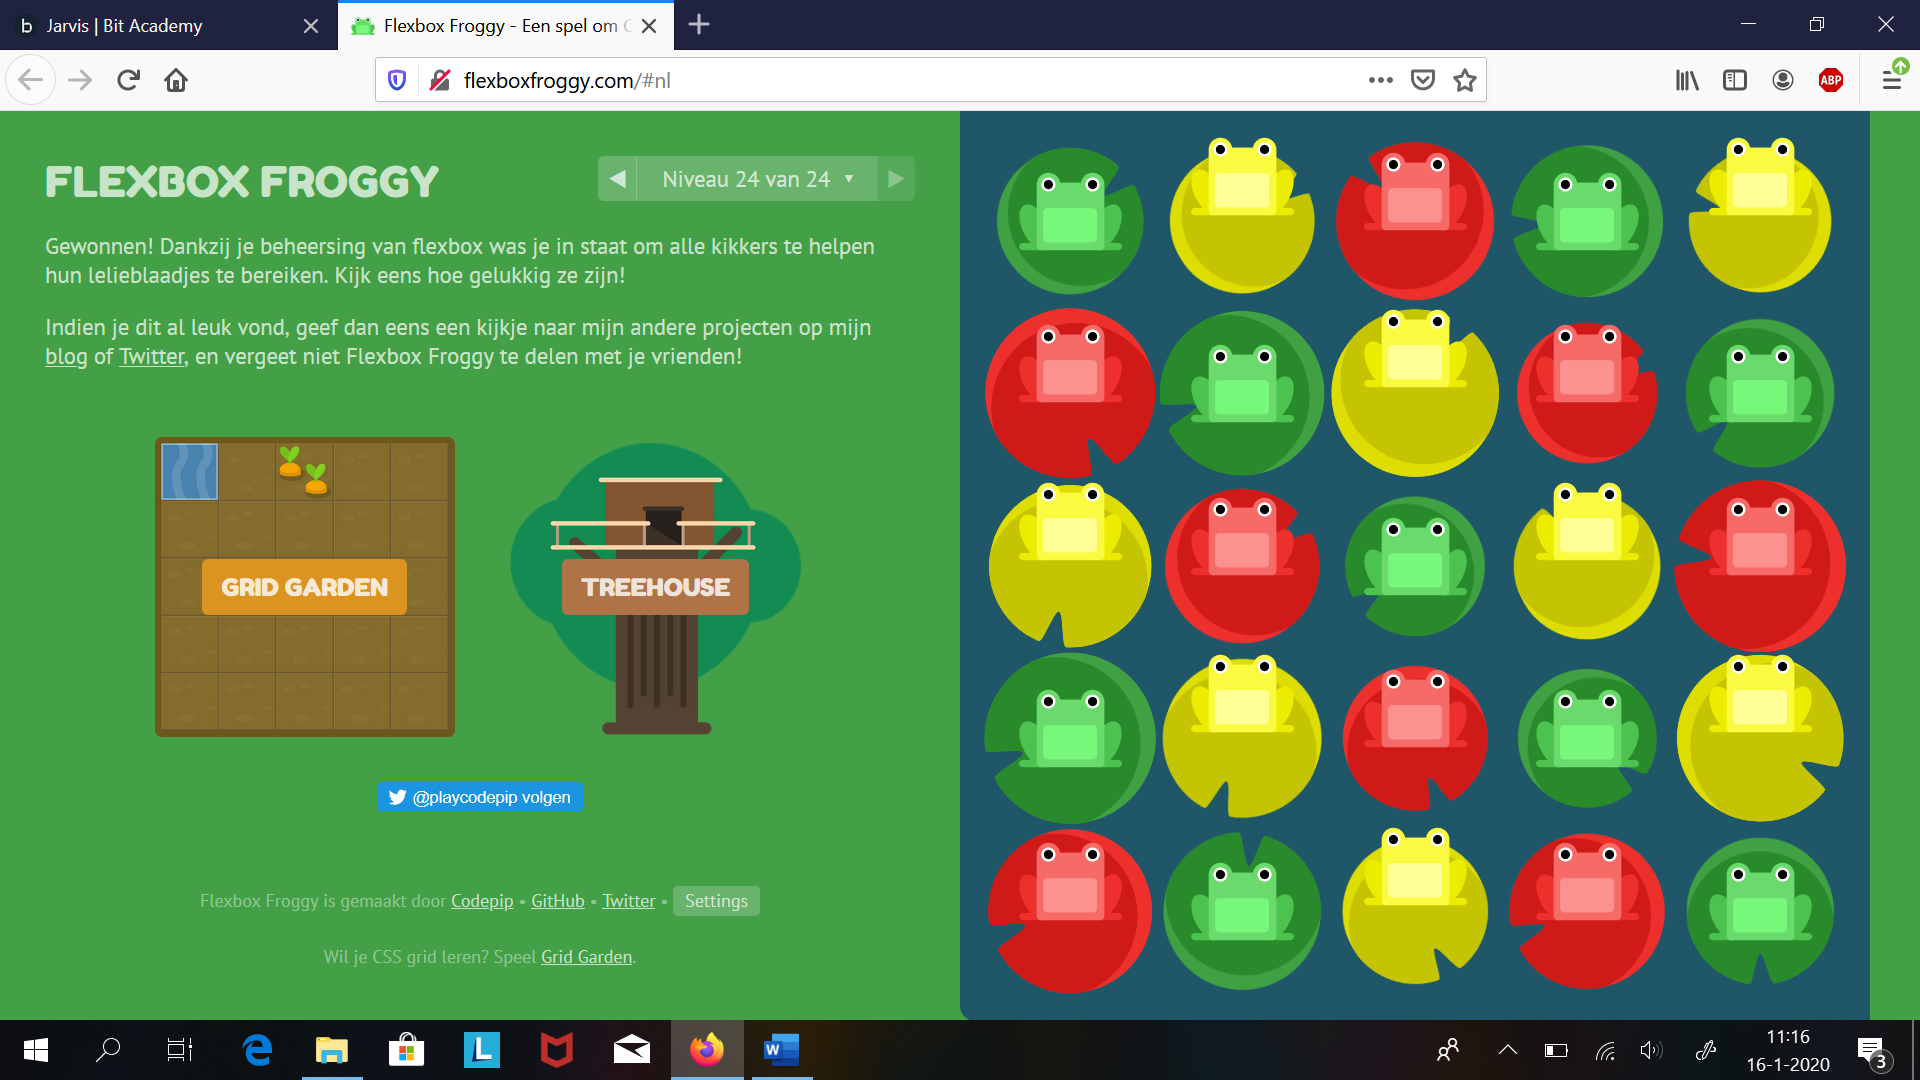 b Jarvis | Bit Academy
Flexbox Froggy - Een spel om
flexboxfroggy.com/#nl
ABP
FLEXBOX FROGGY
Niveau 24 van 24
Gewonnen! Dankzij je beheersing van flexbox was je in staat om alle kikkers te helpen
hun lelieblaadjes te bereiken. Kijk eens hoe gelukkig ze zijn!
Indien je dit al leuk vond, geef dan eens een kijkje naar mijn andere projecten op mijn
blog of Twitter, en vergeet niet Flexbox Froggy te delen met je vrienden!
GRID GARDEN
TREEHOUSE
@playcodepip volgen
Flexbox Froggy is gemaakt door Codepip • GitHub • Twitter • Settings
Wil je CSS grid leren? Speel Grid Garden.
L
W
11:16
16-1-2020
3